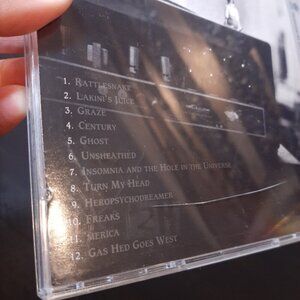 1. Rattlesnake
2. Lakini's Juice
3. Graze
4. Century
5. Ghost
6. Unsheathed
7. Insomnia and the Hole in the Universe
8. Turn My Head
9. Heropsychodreamer
10. Freaks
11. 'Merica
12. Gas Hed Goes West